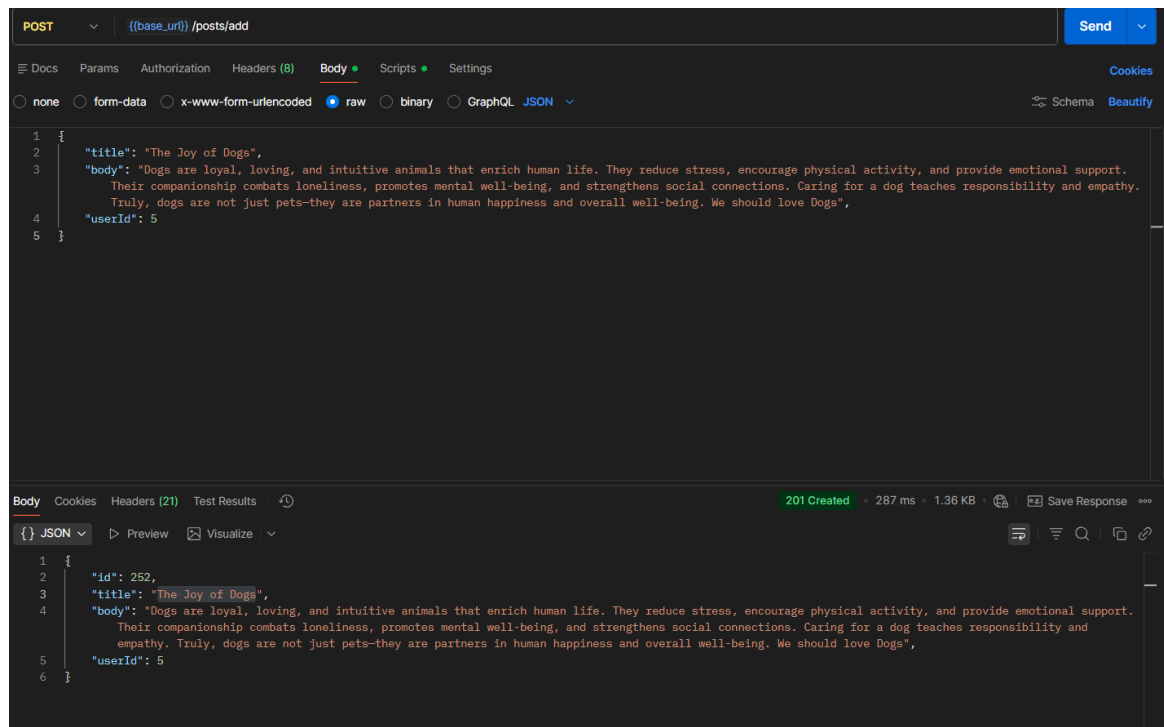 POST {{base_url}} /posts/add Send
Docs Params Authorization Headers (8) Body Scripts Settings Cookies
none form-data x-www-form-urlencoded raw binary GraphQL JSON Schema Beautify
1 {
2 "title": "The Joy of Dogs",
3 "body": "Dogs are loyal, loving, and intuitive animals that enrich human life. They reduce stress, encourage physical activity, and provide emotional support.
Their companionship combats loneliness, promotes mental well-being, and strengthens social connections. Caring for a dog teaches responsibility and empathy.
Truly, dogs are not just pets—they are partners in human happiness and overall well-being. We should love Dogs",
4 "userId": 5
5 }
Body Cookies Headers (21) Test Results 201 Created • 287 ms • 1.36 KB • e.g. Save Response
{} JSON Preview Visualize
1 {
2 "id": 252,
3 "title": "The Joy of Dogs",
4 "body": "Dogs are loyal, loving, and intuitive animals that enrich human life. They reduce stress, encourage physical activity, and provide emotional support.
Their companionship combats loneliness, promotes mental well-being, and strengthens social connections. Caring for a dog teaches responsibility and
empathy. Truly, dogs are not just pets—they are partners in human happiness and overall well-being. We should love Dogs",
5 "userId": 5
6 }